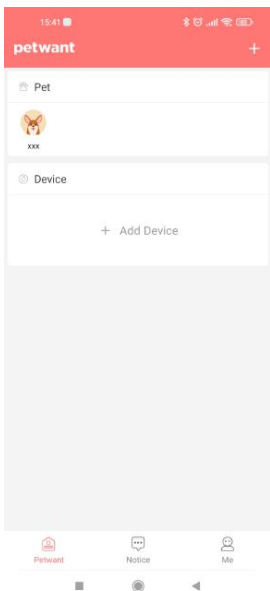 15:41
petwant
+
Pet
xxx
Device
+ Add Device
Petwant
Notice
Me